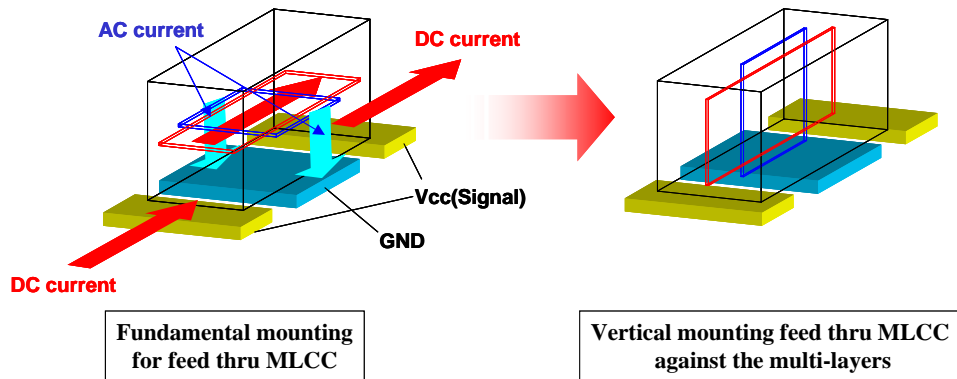 AC current
DC current
Vcc(Signal)
GND
DC current
Fundamental mounting
for feed thru MLCC
Vertical mounting feed thru MLCC
against the multi-layers